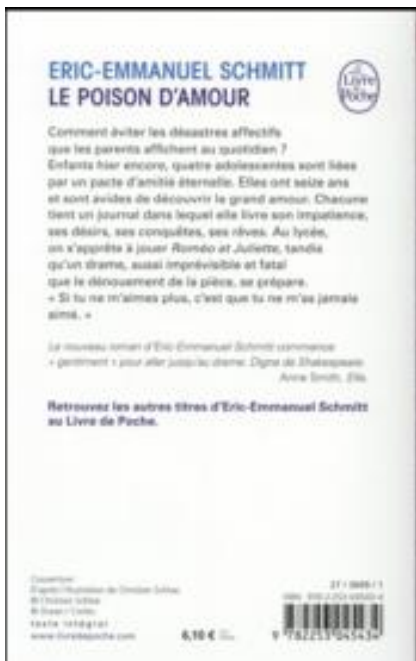 ERIC-EMMANUEL SCHMITT
LE POISON D'AMOUR
Le
Livre
de
Poche
Comment éviter les désastres affectifs
que les parents affichent au quotidien ?
Enfants hier encore, quatre adolescentes sont liées
par un pacte d'amitié éternelle. Elles ont seize ans
et sont avides de découvrir le grand amour. Chacune
tient un journal dans lequel elle livre son impatience,
ses désirs, ses conquêtes, ses rêves. Au lycée,
on s'apprête à jouer Roméo et Juliette, tandis
qu'un drame, aussi imprévisible et fatal
que le dénouement de la pièce, se prépare.
« Si tu ne m'aimes plus, c'est que tu ne m'as jamais
aimé. »
Le nouveau roman d'Eric-Emmanuel Schmitt commence
« gentiment » pour aller jusqu'au drame. Digne de Shakespeare.
Anne Smith, Elle.
Retrouvez les autres titres d'Eric-Emmanuel Schmitt
au Livre de Poche.
Couverture :
texte intégral
www.livredepoche.com
6,10 €
9 782253 045434